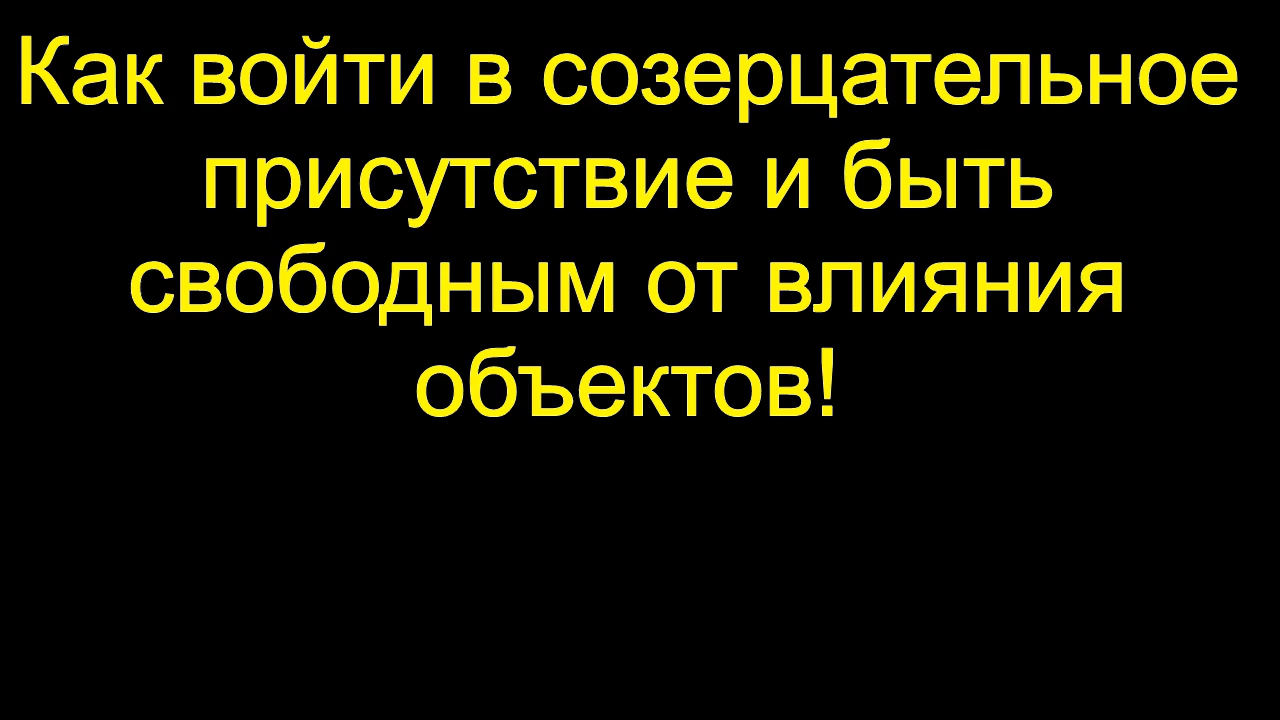 Как войти в созерцательное
присутствие и быть
свободным от влияния
объектов!